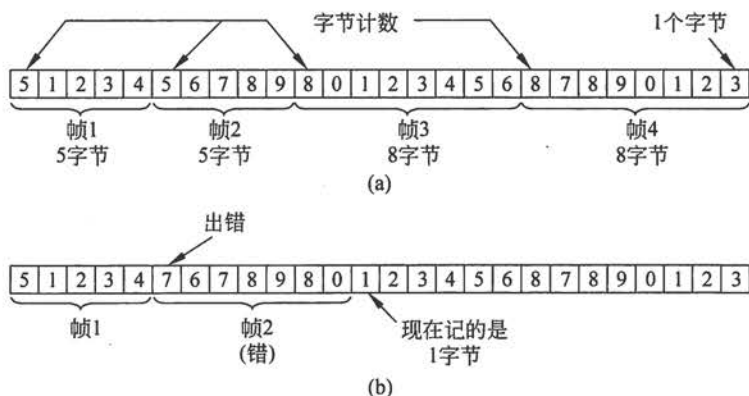 字节计数 1个字节
5 1 2 3 4 5 6 7 8 9 8 0 1 2 3 4 5 6 8 7 8 9 0 1 2 3
帧1 帧2 帧3 帧4
5字节 5字节 8字节 8字节
(a)
出错
5 1 2 3 4 7 6 7 8 9 8 0 1 2 3 4 5 6 8 7 8 9 0 1 2 3
帧1 帧2 现在记的是
(错) 1字节
(b)